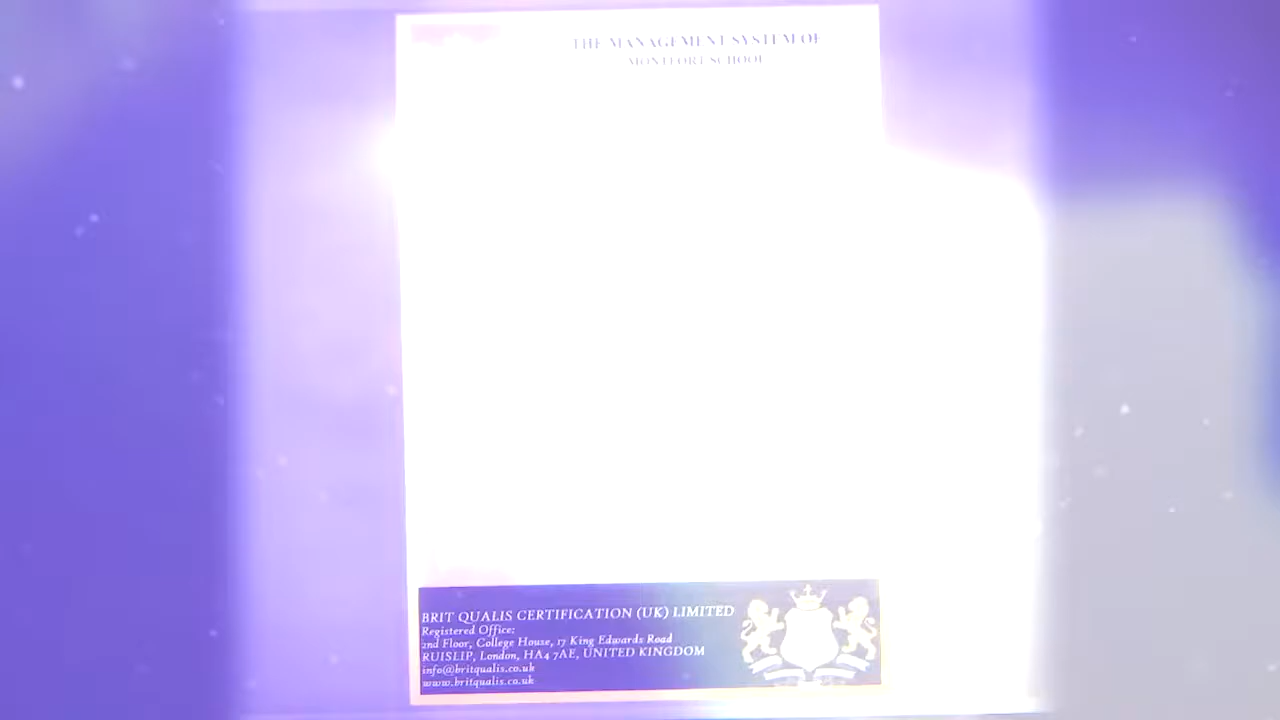 THE MANAGEMENT SYSTEM OF
MONTFORT SCHOOL
BRIT QUALIS CERTIFICATION (UK) LIMITED
Registered Office:
2nd Floor, College House, 17 King Edwards Road
RUISLIP, London, HA4 7AE, UNITED KINGDOM
info@britqualis.co.uk
www.britqualis.co.uk